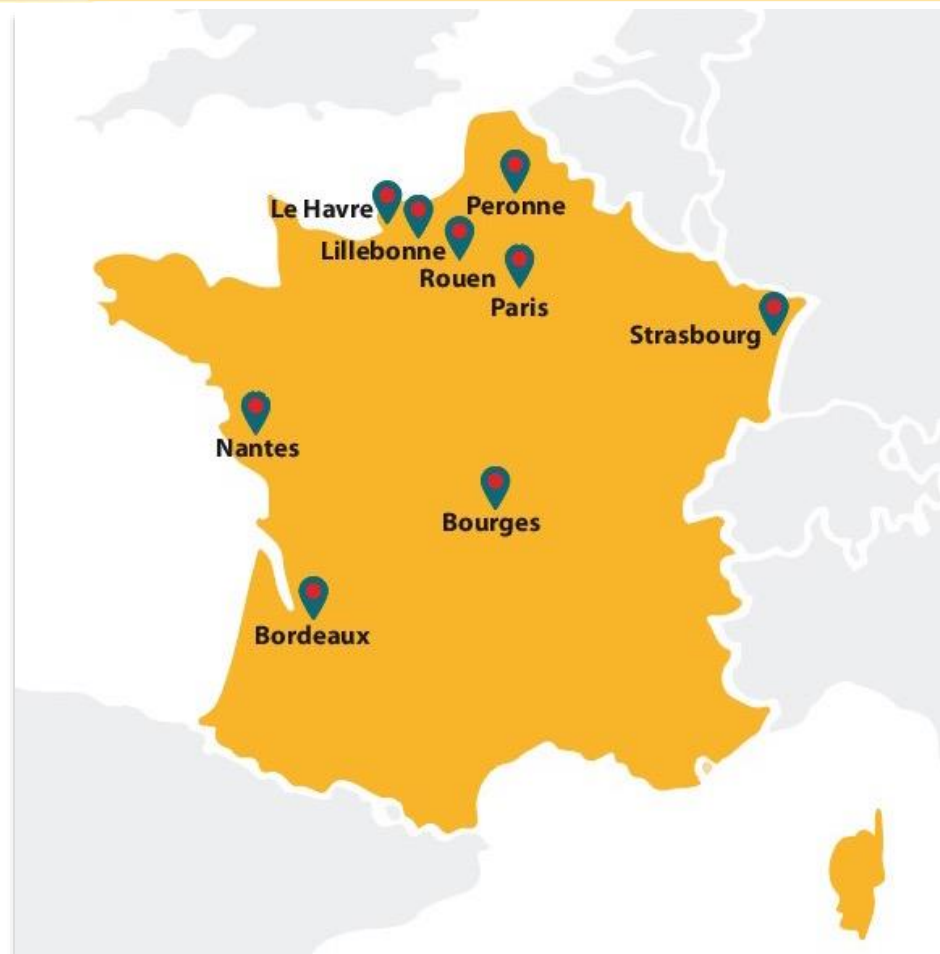 Peronne
Le Havre
Lillebonne
Rouen
Paris
Strasbourg
Nantes
Bourges
Bordeaux